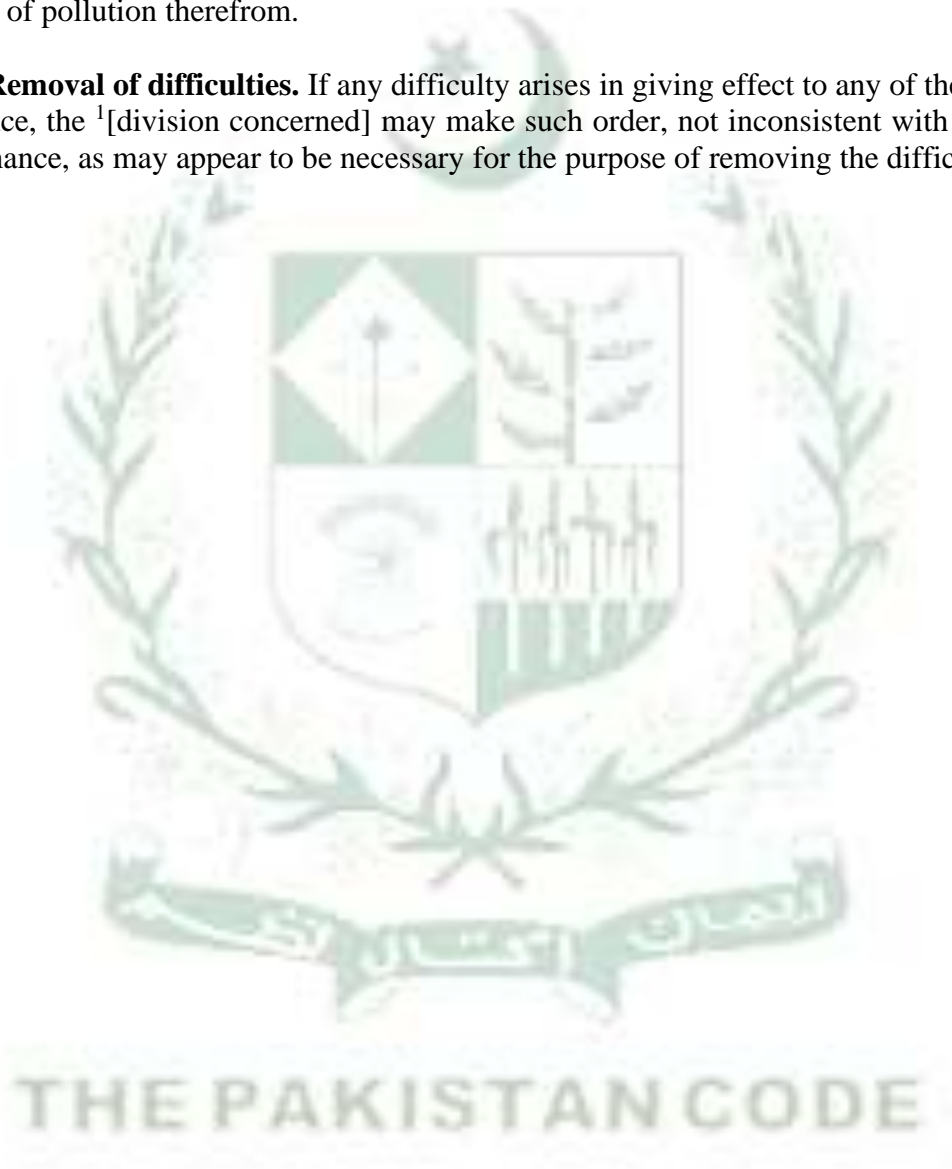 of pollution therefrom.
Removal of difficulties. If any difficulty arises in giving effect to any of the
ce, the ¹[division concerned] may make such order, not inconsistent with
nance, as may appear to be necessary for the purpose of removing the diffic
THE PAKISTAN CODE